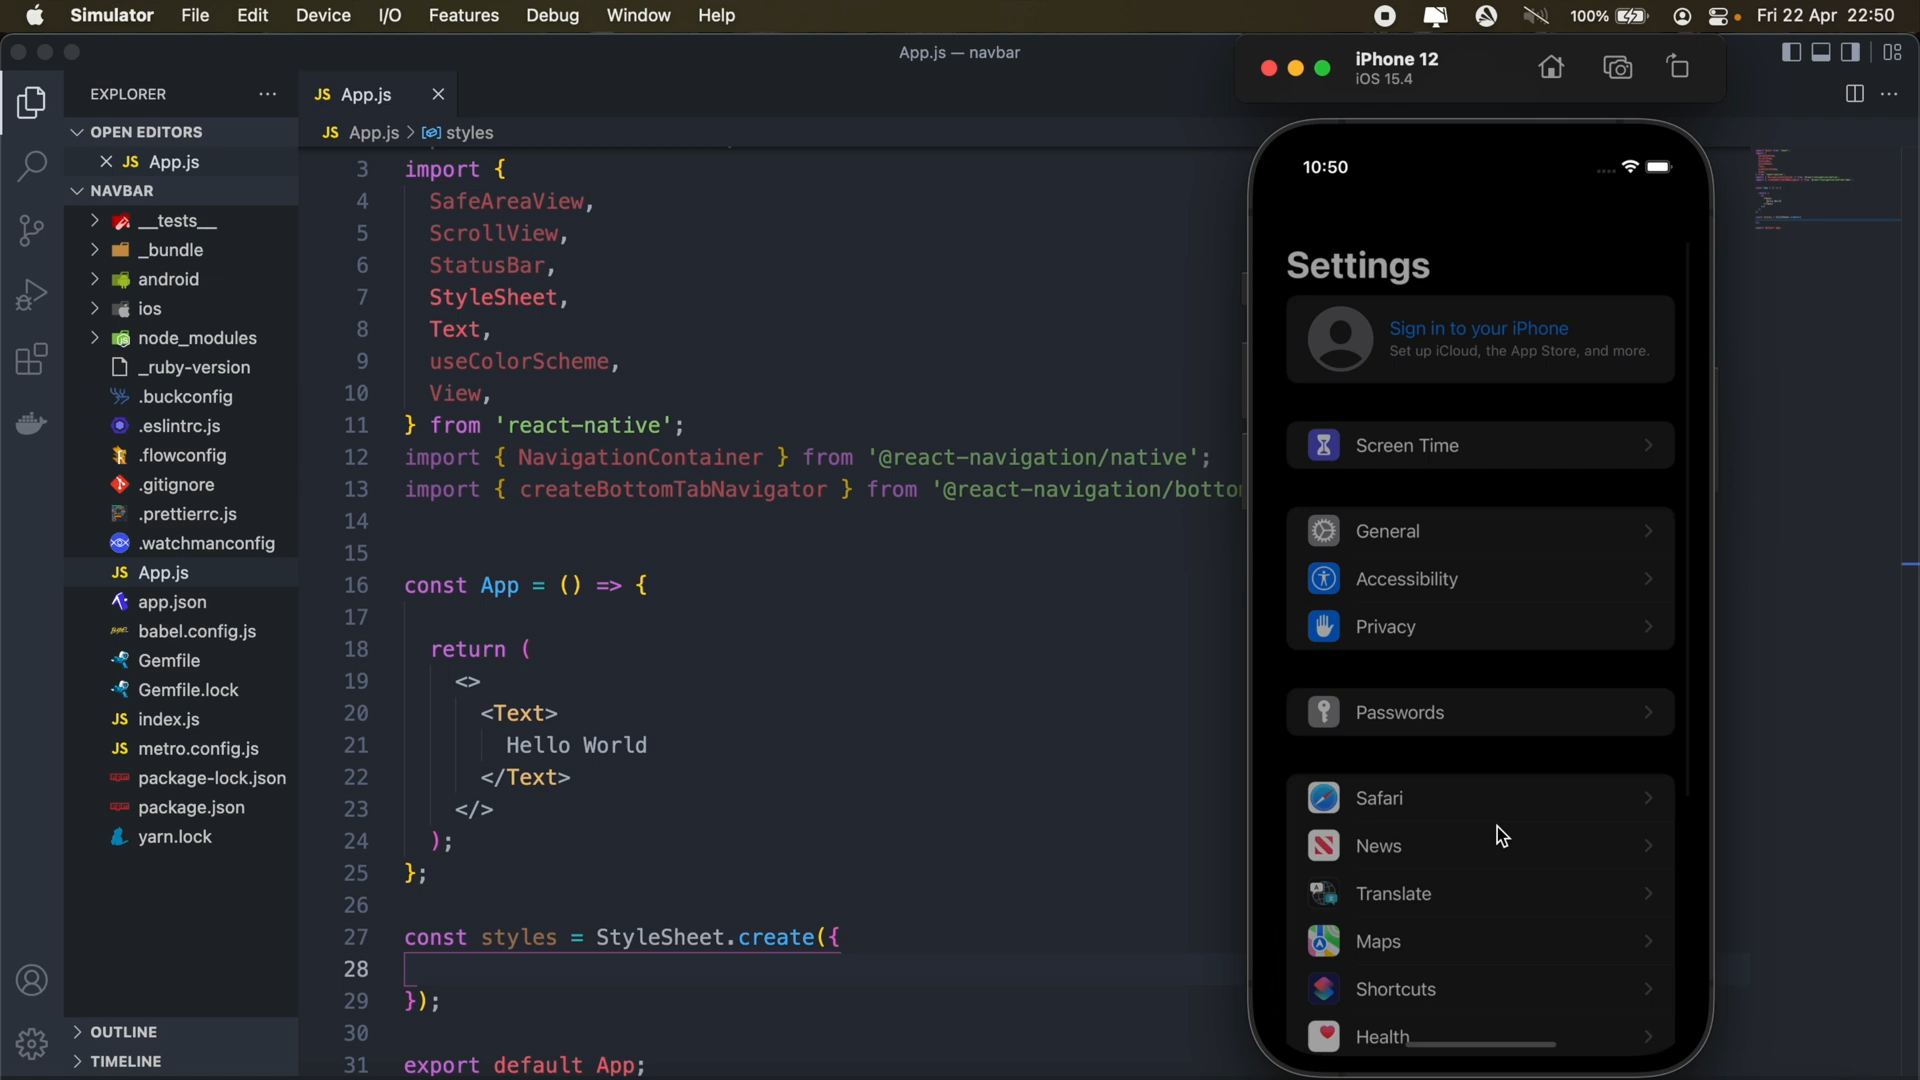 Simulator File Edit Device I/O Features Debug Window Help 100% Fri 22 Apr 22:50
App.js — navbar
EXPLORER
OPEN EDITORS
JS App.js
NAVBAR
__tests__
_bundle
android
ios
node_modules
_ruby-version
.buckconfig
.eslintrc.js
.flowconfig
.gitignore
.prettierrc.js
.watchmanconfig
JS App.js
app.json
babel.config.js
Gemfile
Gemfile.lock
JS index.js
JS metro.config.js
package-lock.json
package.json
yarn.lock
OUTLINE
TIMELINE
JS App.js
JS App.js > styles
3 import {
4 SafeAreaView,
5 ScrollView,
6 StatusBar,
7 StyleSheet,
8 Text,
9 useColorScheme,
10 View,
11 } from 'react-native';
12 import { NavigationContainer } from '@react-navigation/native';
13 import { createBottomTabNavigator } from '@react-navigation/botto
14
15
16 const App = () => {
17
18 return (
19 <>
20 <Text>
21 Hello World
22 </Text>
23 </>
24 );
25 };
26
27 const styles = StyleSheet.create({
28
29 });
30
31 export default App;
iPhone 12
iOS 15.4
10:50
Settings
Sign in to your iPhone
Set up iCloud, the App Store, and more.
Screen Time
General
Accessibility
Privacy
Passwords
Safari
News
Translate
Maps
Shortcuts
Health